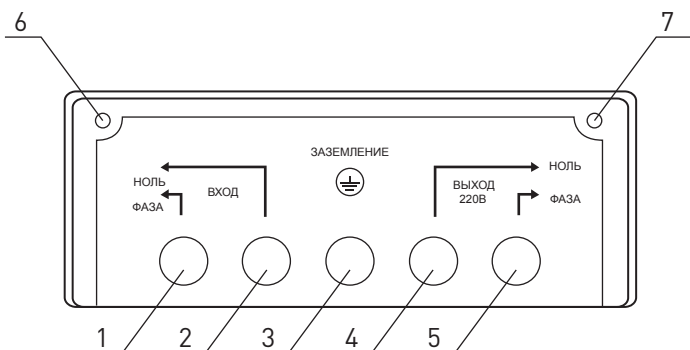 6 7
ЗАЗЕМЛЕНИЕ
НОЛЬ
ФАЗА
ВХОД
ВЫХОД
220В
НОЛЬ
ФАЗА
1 2 3 4 5